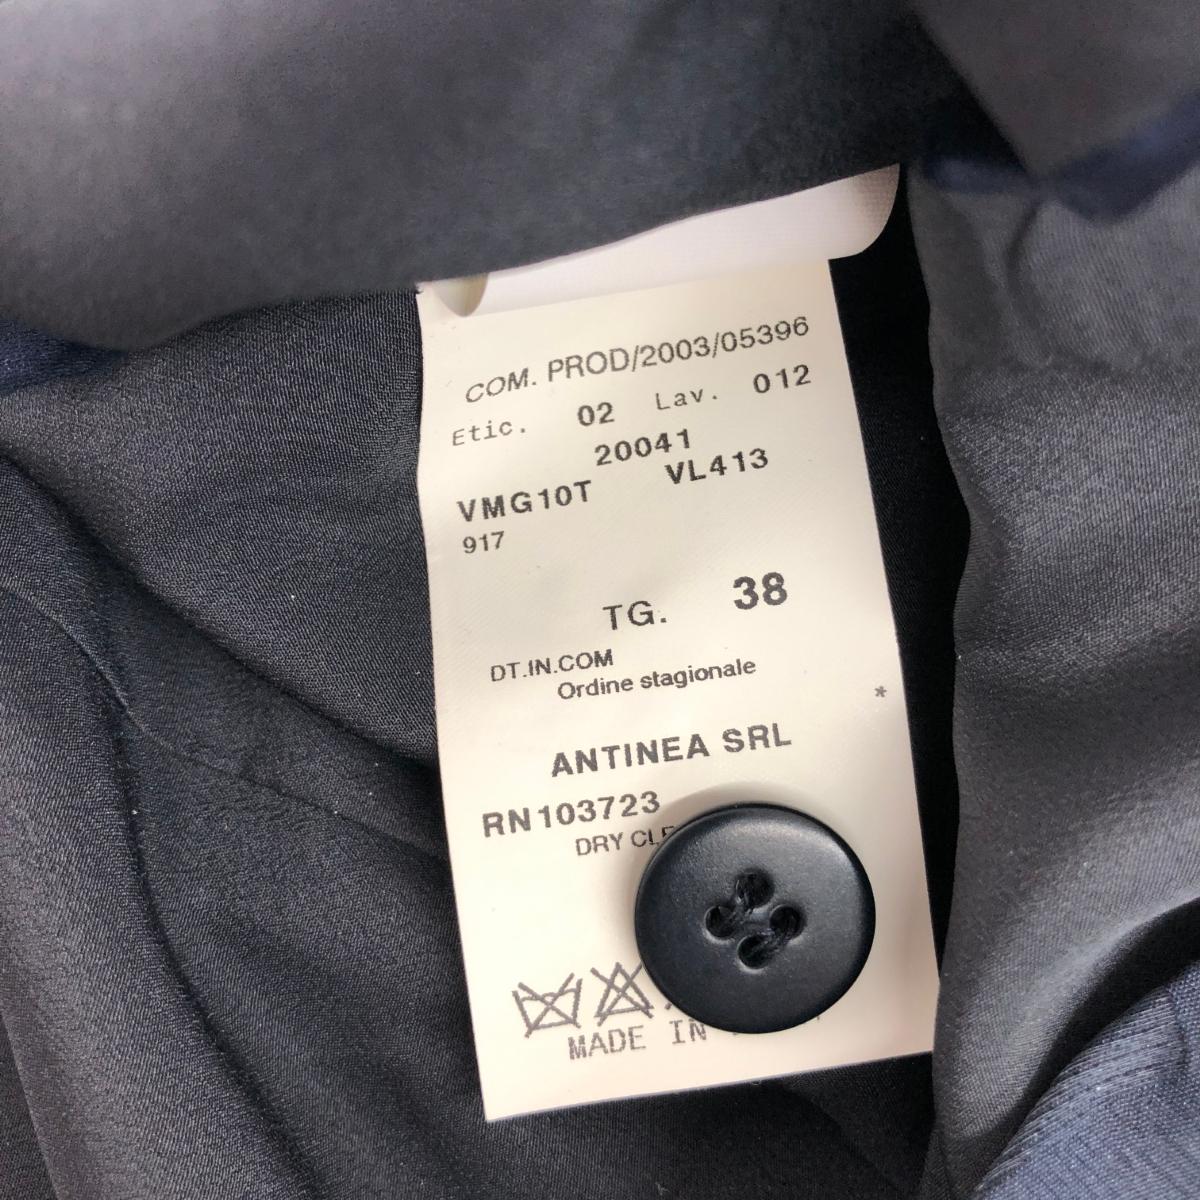 COM. PROD/2003/05396
Etic. 02 Lav. 012
20041
VMG10T VL413
917
TG. 38
DT.IN.COM
Ordine stagionale
*
ANTINEA SRL
RN103723
DRY
MADE IN